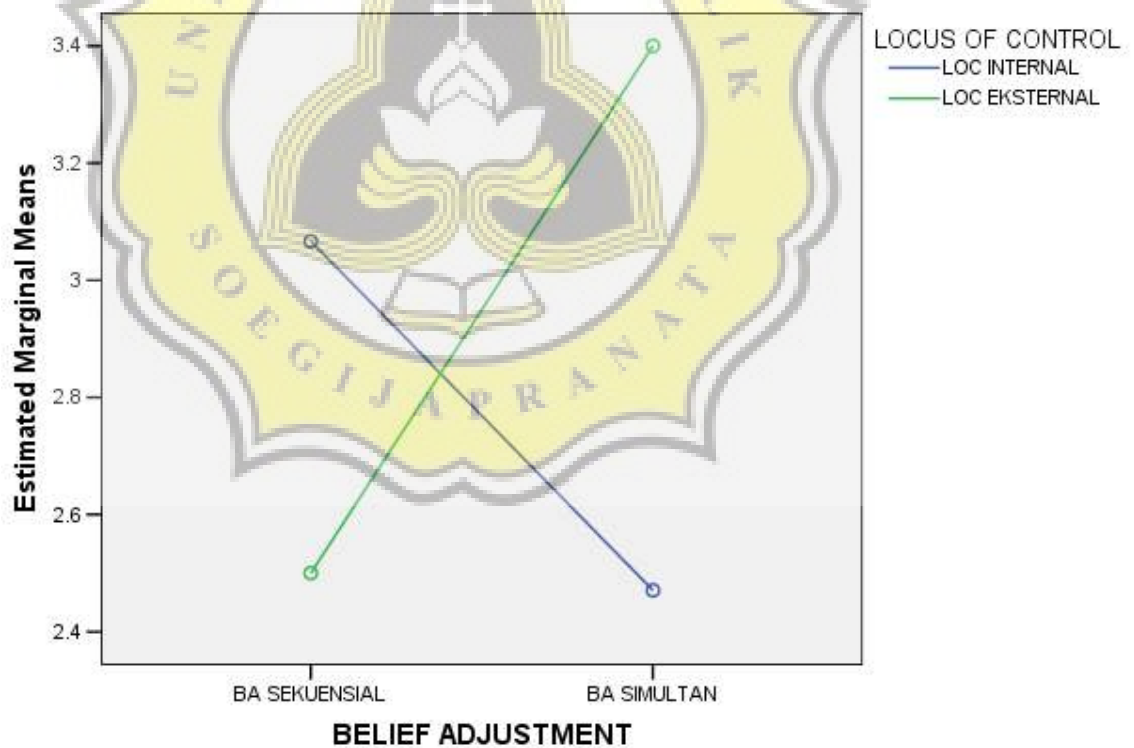 LOCUS OF CONTROL
LOC INTERNAL
LOC EKSTERNAL
Estimated Marginal Means
3.4
3.2
3
2.8
2.6
2.4
BA SEKUENSIAL
BA SIMULTAN
BELIEF ADJUSTMENT
SOEGIJAPRANATA